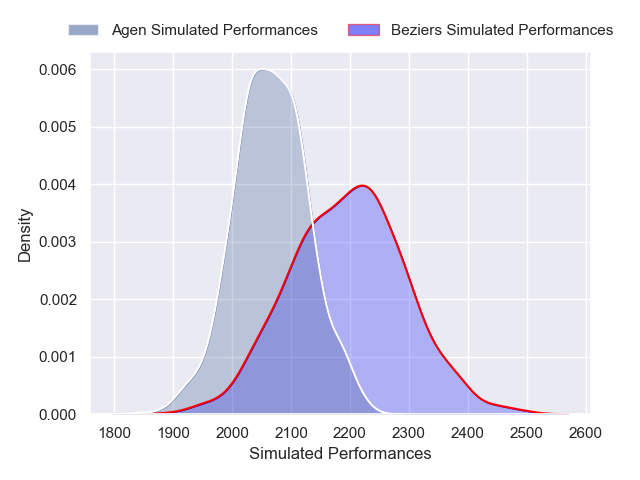 Agen Simulated Performances
Beziers Simulated Performances
0.006
0.005
0.004
0.003
0.002
0.001
0.000
Density
1800 1900 2000 2100 2200 2300 2400 2500 2600
Simulated Performances